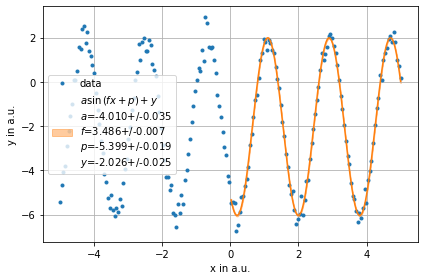 2
0
−2
−4
−6
y in a.u.
data
asin(fx + p) + y
a=-4.010+/-0.035
f=3.486+/-0.007
p=-5.399+/-0.019
y=-2.026+/-0.025
−4 −2 0 2 4
x in a.u.